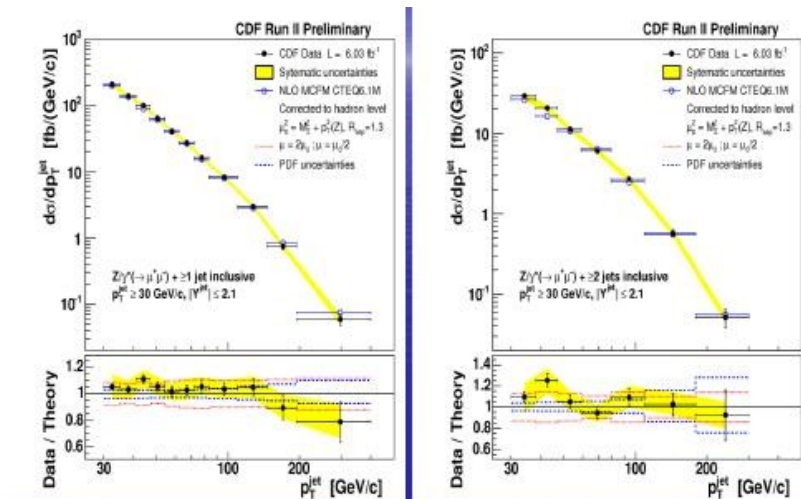 CDF Run II Preliminary
dσ/dp_T^jet [fb/(GeV/c)]
10³
10²
10
1
10⁻¹
CDF Data L = 6.03 fb⁻¹
Sytematic uncertainties
NLO MCFM CTEQ6.1M
Corrected to hadron level
μ₀² = M_Z² + p_T²(Z), R_sep=1.3
μ = 2μ₀ ; μ = μ₀/2
PDF uncertainties
Z/γ*(→ μ⁺μ⁻) + ≥1 jet inclusive
p_T^jet ≥ 30 GeV/c, |Y^jet| ≤ 2.1
Data / Theory
1.2
1
0.8
0.6
30
100
200
p_T^jet [GeV/c]
CDF Run II Preliminary
dσ/dp_T^jet [fb/(GeV/c)]
10²
10
1
10⁻¹
CDF Data L = 6.03 fb⁻¹
Sytematic uncertainties
NLO MCFM CTEQ6.1M
Corrected to hadron level
μ₀² = M_Z² + p_T²(Z), R_sep=1.3
μ = 2μ₀ ; μ = μ₀/2
PDF uncertainties
Z/γ*(→ μ⁺μ⁻) + ≥2 jets inclusive
p_T^jet ≥ 30 GeV/c, |Y^jet| ≤ 2.1
Data / Theory
1.4
1.2
1
0.8
0.6
30
100
200
p_T^jet [GeV/c]